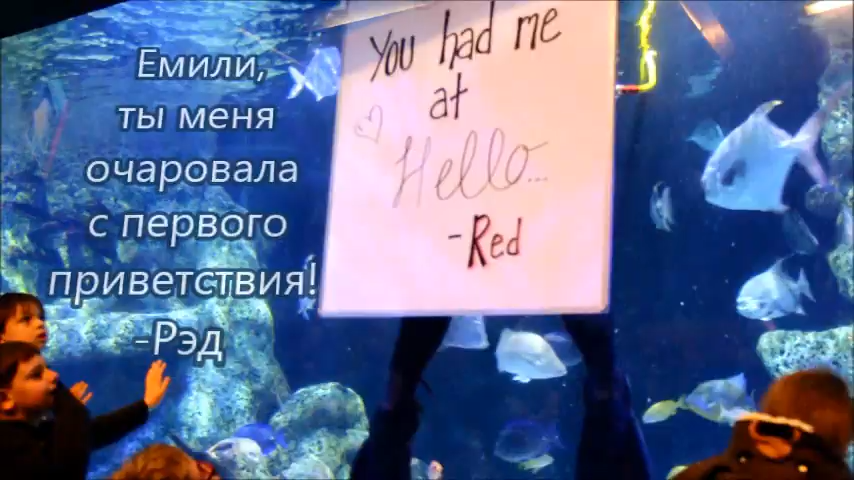 Емили,
ты меня
очаровала
с первого
приветствия!
-Рэд
You had me
at
Hello...
-Red